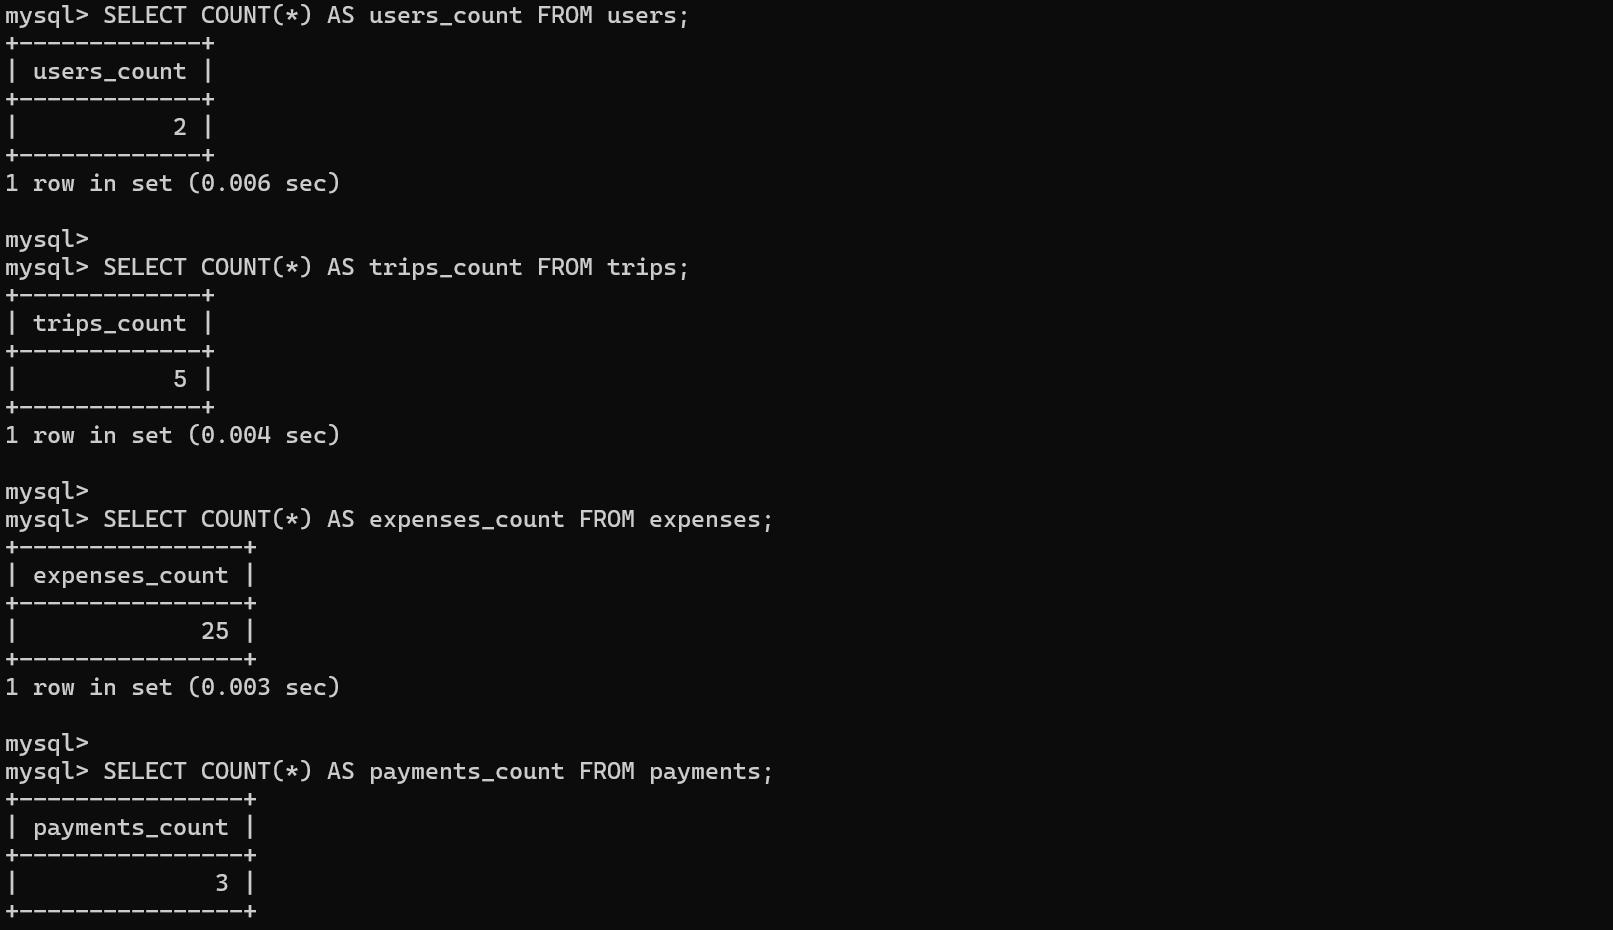 mysql> SELECT COUNT(*) AS users_count FROM users;
+-------------+
| users_count |
+-------------+
|           2 |
+-------------+
1 row in set (0.006 sec)

mysql>
mysql> SELECT COUNT(*) AS trips_count FROM trips;
+-------------+
| trips_count |
+-------------+
|           5 |
+-------------+
1 row in set (0.004 sec)

mysql>
mysql> SELECT COUNT(*) AS expenses_count FROM expenses;
+----------------+
| expenses_count |
+----------------+
|             25 |
+----------------+
1 row in set (0.003 sec)

mysql>
mysql> SELECT COUNT(*) AS payments_count FROM payments;
+----------------+
| payments_count |
+----------------+
|              3 |
+----------------+